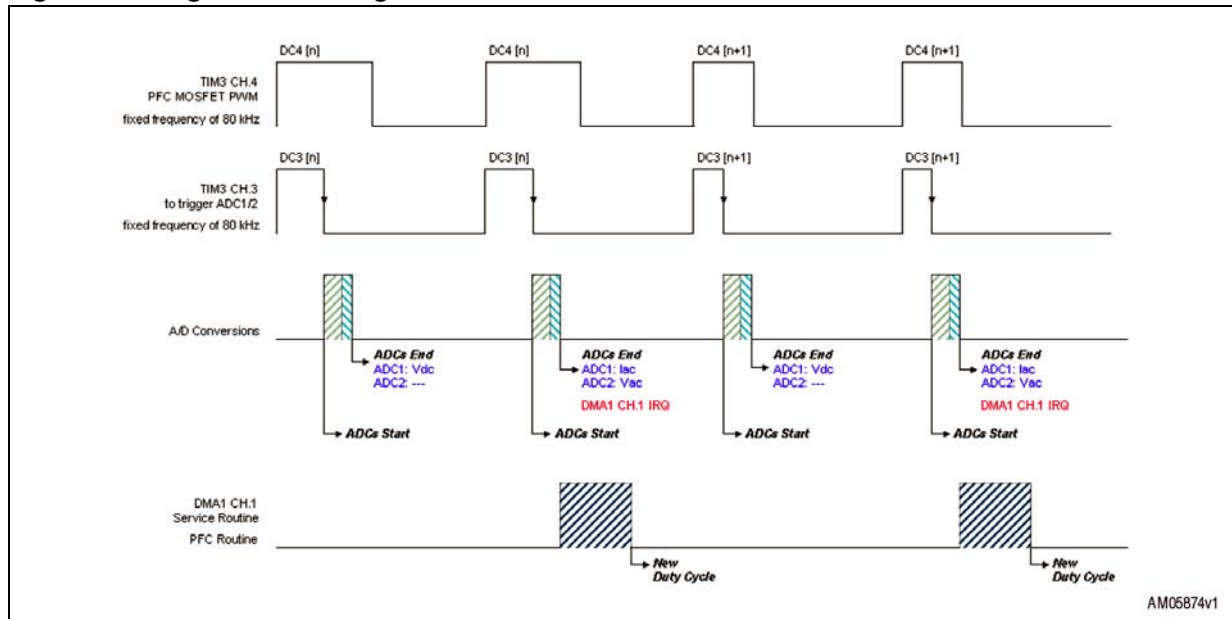 DC4 [n]
DC4 [n]
DC4 [n+1]
DC4 [n+1]
TIM3 CH.4
PFC MOSFET PWM
fixed frequency of 80 kHz
DC3 [n]
DC3 [n]
DC3 [n+1]
DC3 [n+1]
TIM3 CH.3
to trigger ADC1/2
fixed frequency of 80 kHz
A/D Conversions
ADCs End
ADC1: Vdc
ADC2: ---
ADCs End
ADC1: Iac
ADC2: Vac
DMA1 CH.1 IRQ
ADCs End
ADC1: Vdc
ADC2: ---
ADCs End
ADC1: Iac
ADC2: Vac
DMA1 CH.1 IRQ
ADCs Start
ADCs Start
ADCs Start
ADCs Start
DMA1 CH.1
Service Routine
PFC Routine
New
Duty Cycle
New
Duty Cycle
AM05874v1